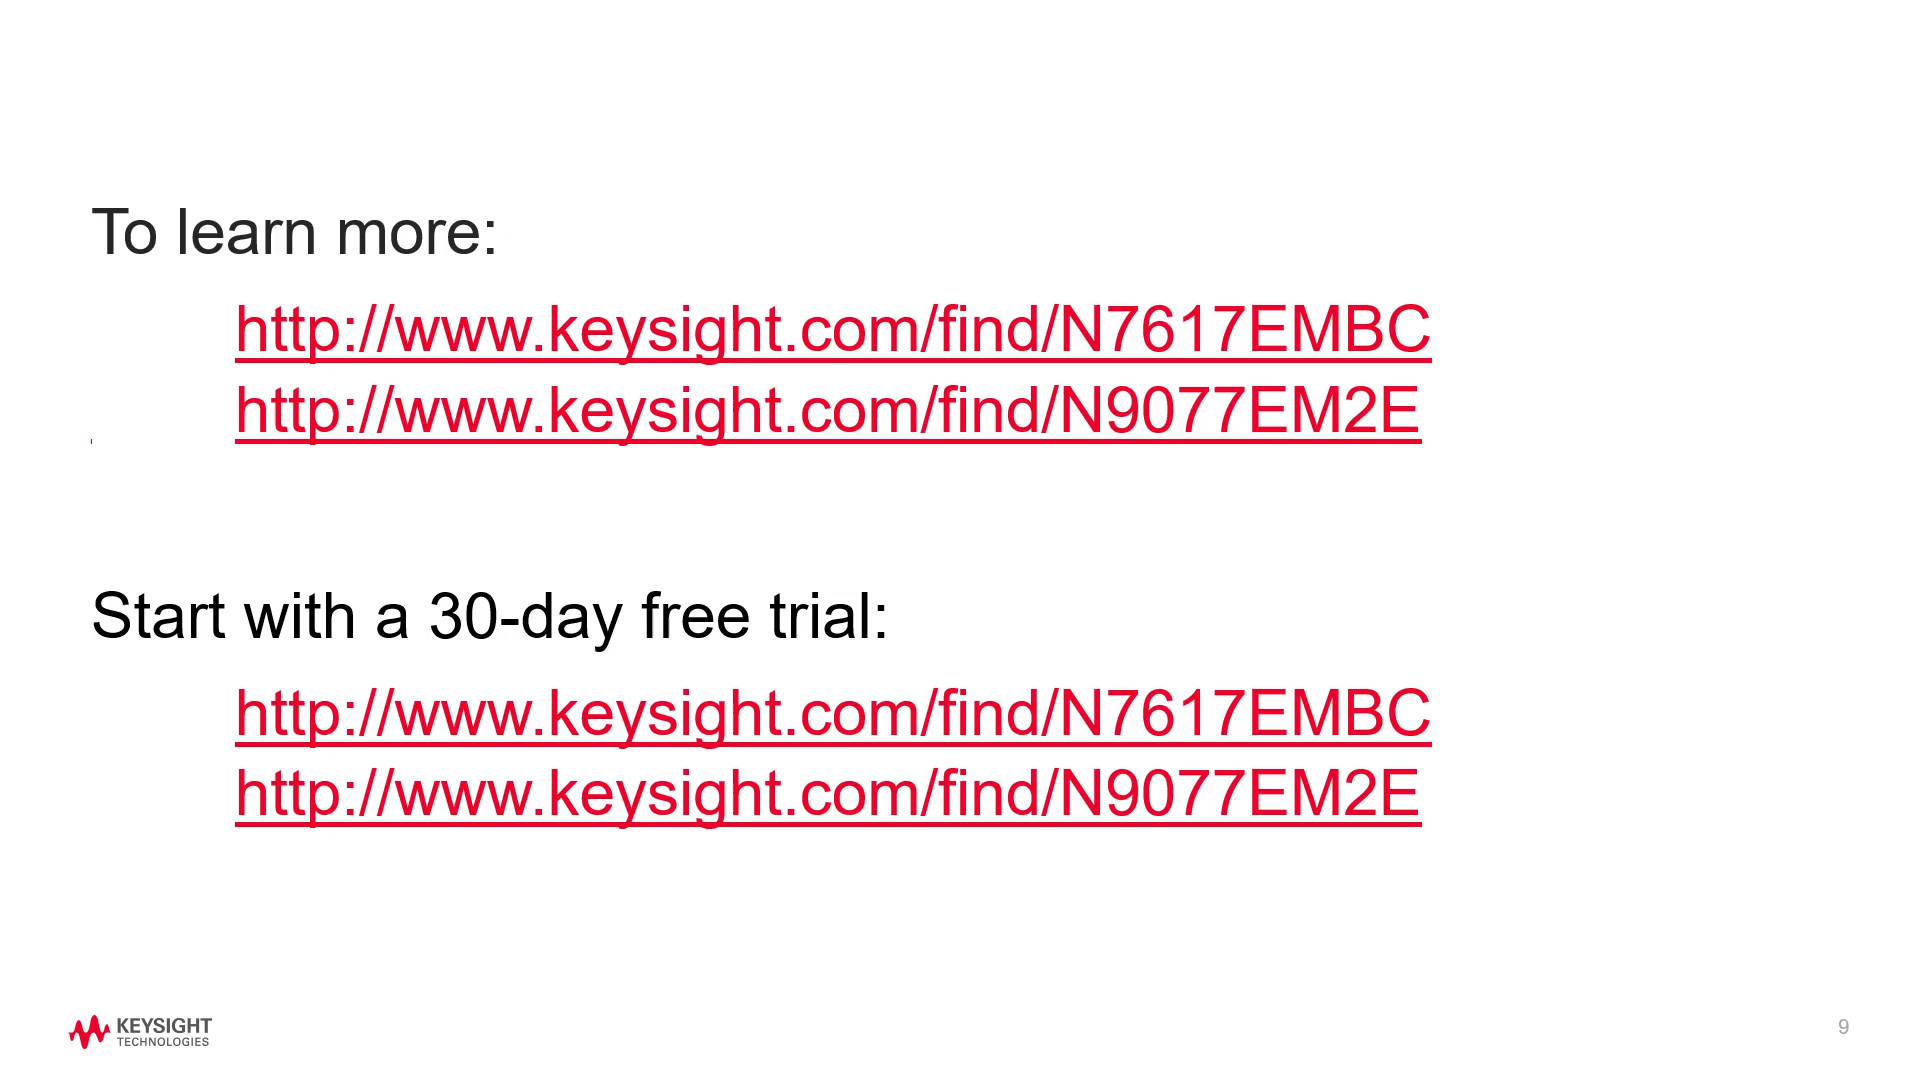 To learn more:
http://www.keysight.com/find/N7617EMBC
http://www.keysight.com/find/N9077EM2E
Start with a 30-day free trial:
http://www.keysight.com/find/N7617EMBC
http://www.keysight.com/find/N9077EM2E
KEYSIGHT
TECHNOLOGIES
9